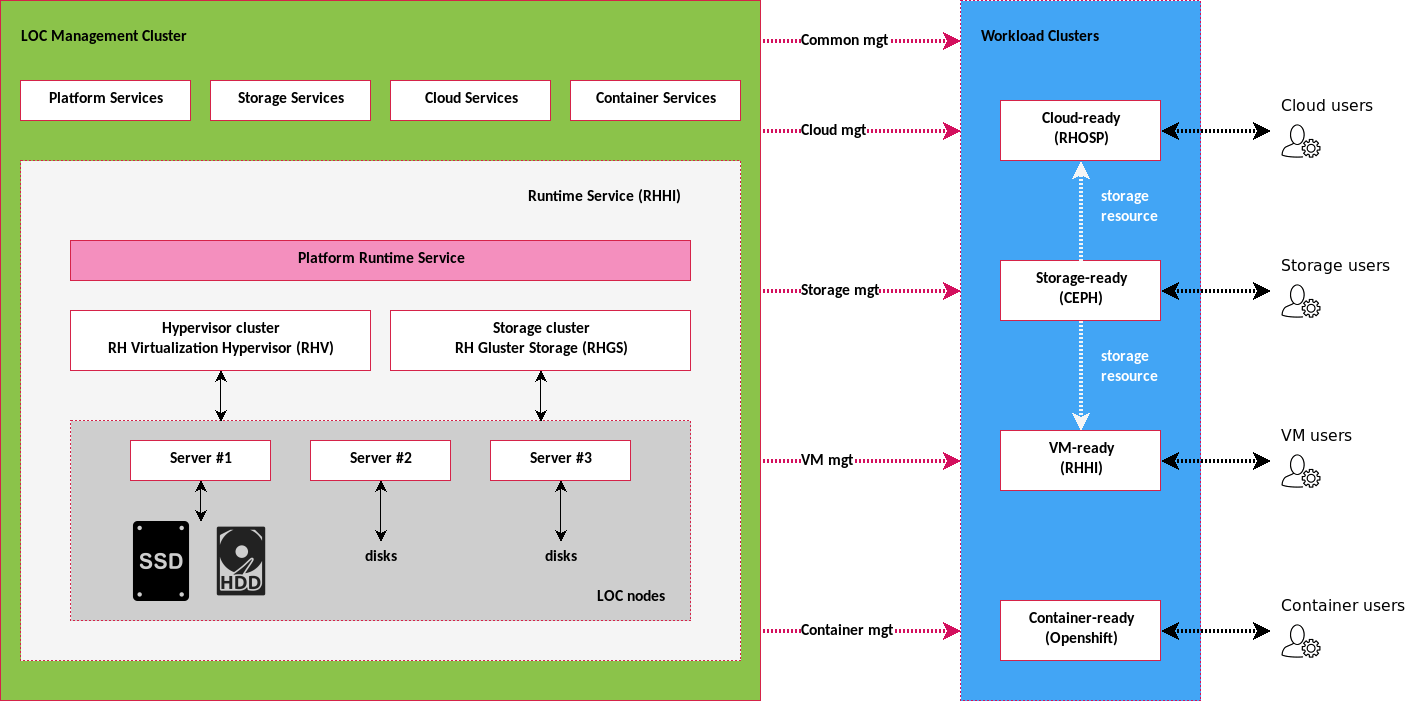 LOC Management Cluster
Platform Services
Storage Services
Cloud Services
Container Services
Runtime Service (RHHI)
Platform Runtime Service
Hypervisor cluster
RH Virtualization Hypervisor (RHV)
Storage cluster
RH Gluster Storage (RHGS)
Server #1
Server #2
Server #3
SSD
HDD
disks
disks
LOC nodes
Common mgt
Cloud mgt
Storage mgt
VM mgt
Container mgt
Workload Clusters
Cloud-ready
(RHOSP)
storage
resource
Storage-ready
(CEPH)
storage
resource
VM-ready
(RHHI)
Container-ready
(Openshift)
Cloud users
Storage users
VM users
Container users